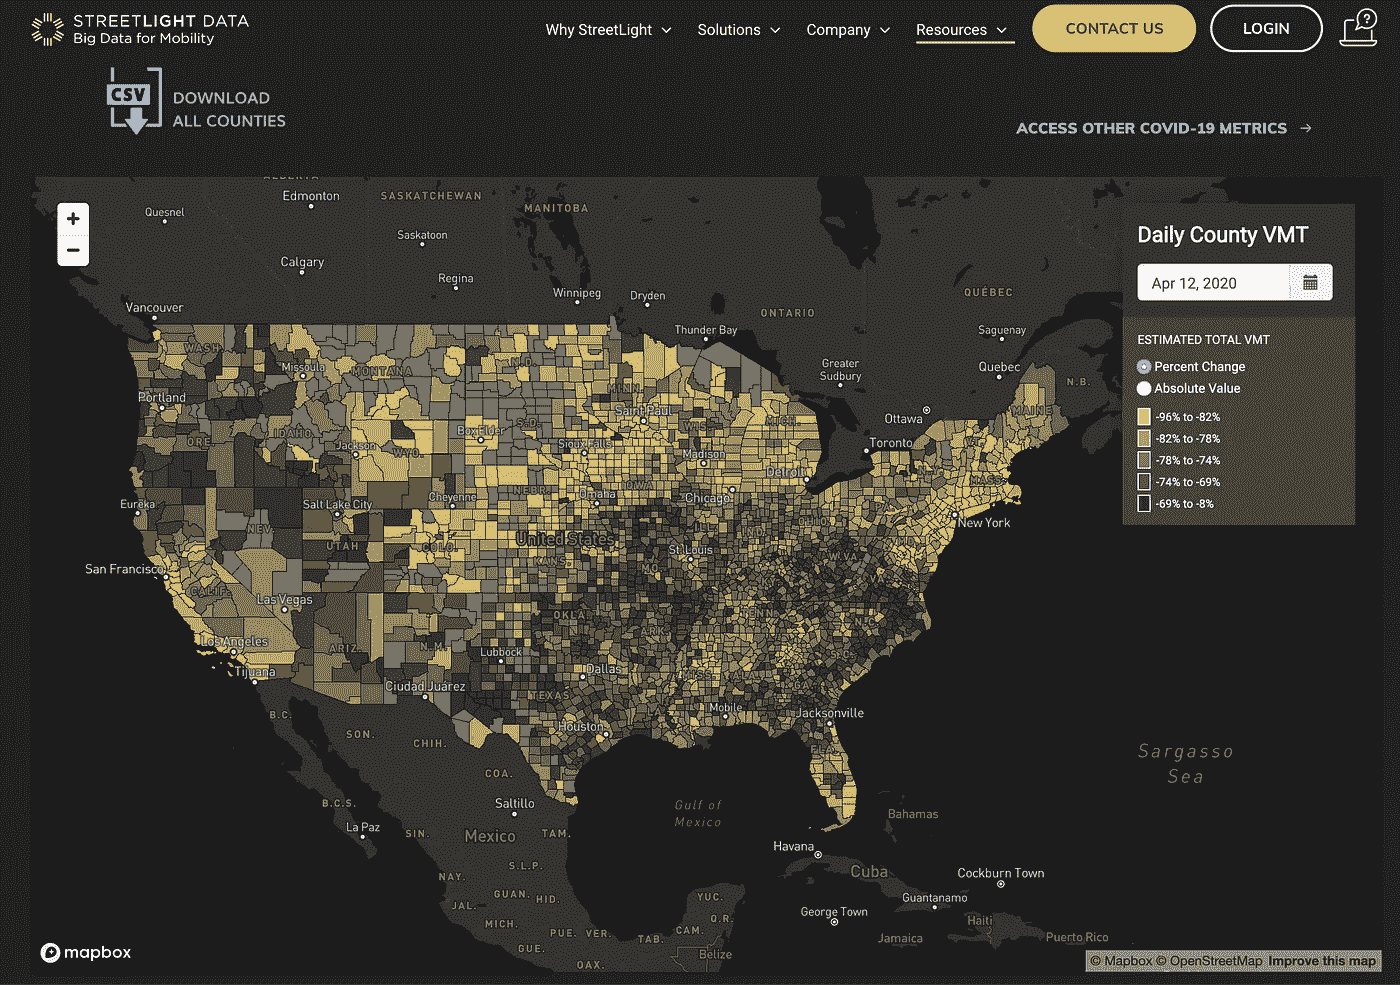 STREETLIGHT DATA
Big Data for Mobility
Why StreetLight
Solutions
Company
Resources
CONTACT US
LOGIN
?
CSV
DOWNLOAD
ALL COUNTIES
ACCESS OTHER COVID-19 METRICS →
+
−
Daily County VMT
Apr 12, 2020
ESTIMATED TOTAL VMT
Percent Change
Absolute Value
-96% to -82%
-82% to -78%
-78% to -74%
-74% to -69%
-69% to -8%
ALBERTA
Edmonton
SASKATCHEWAN
MANITOBA
Quesnel
Saskatoon
Calgary
Regina
Winnipeg
Dryden
ONTARIO
QUÉBEC
Vancouver
Thunder Bay
Saguenay
Greater
Sudbury
Quebec
N.B.
WASH.
Missoula
MONTANA
N.D.
MINN.
MAINE
Portland
Saint Paul
Ottawa
ORE.
IDAHO
Jackson
WYO.
Box Elder
S.D.
Sioux Falls
WIS.
MICH.
Toronto
VT.
Madison
Detroit
N.Y.
MASS.
Eureka
Salt Lake City
Cheyenne
NEBR.
Omaha
IOWA
Chicago
New York
NEV.
UTAH
COLO.
United States
KANS.
MO.
St. Louis
IND.
OHIO
W.VA.
VA.
San Francisco
CALIF.
Las Vegas
OKLA.
ARK.
TENN.
N.C.
Los Angeles
ARIZ.
N.M.
Lubbock
Dallas
MISS.
S.C.
Tijuana
Ciudad Juárez
TEXAS
LA.
Mobile
Jacksonville
B.C.
SON.
CHIH.
Houston
FLA.
COA.
Sargasso
Sea
B.C.S.
Saltillo
Gulf of
Mexico
Bahamas
La Paz
SIN.
Mexico
TAM.
Havana
Cuba
Cockburn Town
S.L.P.
NAY.
GUAN.
HID.
YUC.
Guantanamo
JAL.
Q.R.
George Town
Haiti
MICH.
PUE.
VER.
CAM.
Jamaica
Puerto Rico
TAB.
GUE.
Belize
OAX.
mapbox
© Mapbox © OpenStreetMap Improve this map